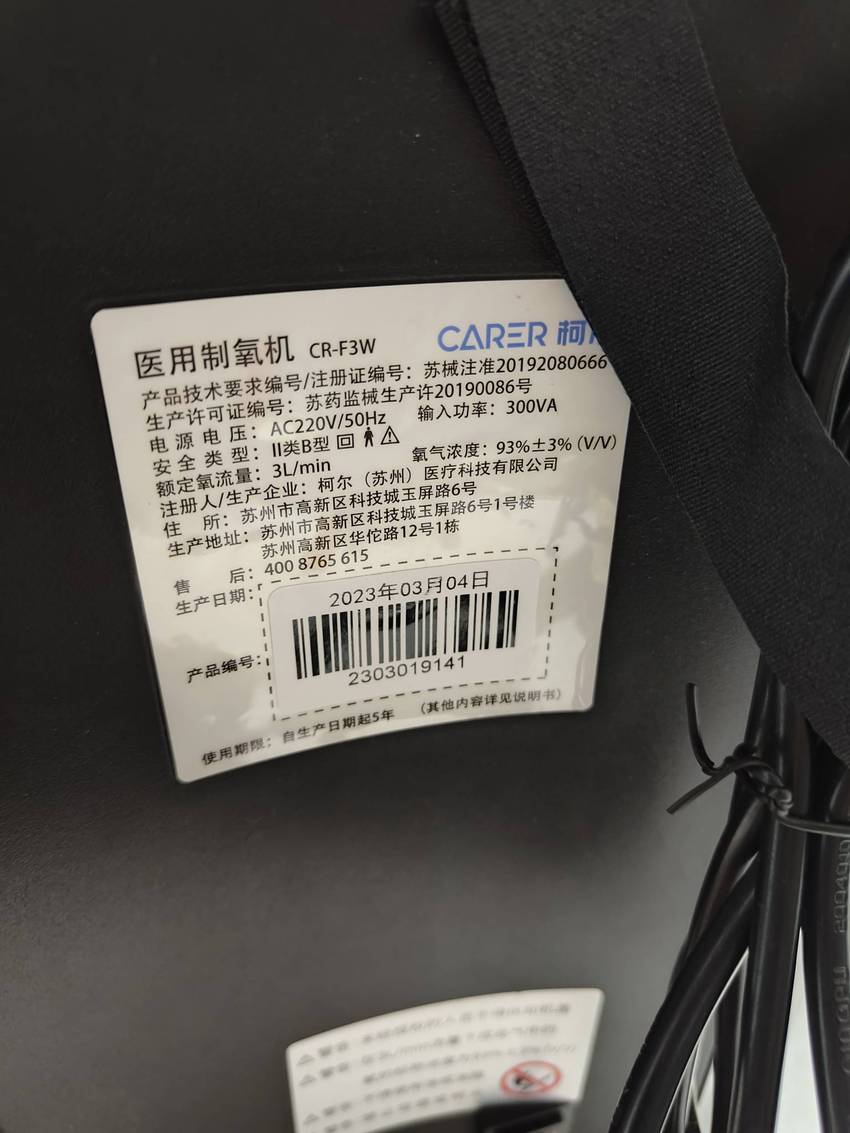 医用制氧机 CR-F3W CARER 柯
产品技术要求编号/注册证编号：苏械注准20192080666
生产许可证编号：苏药监械生产许20190086号
电源电压：AC220V/50Hz 输入功率：300VA
安全类型：II类B型
额定氧流量：3L/min 氧气浓度：93%±3% (V/V)
注册人/生产企业：柯尔（苏州）医疗科技有限公司
住 所：苏州市高新区科技城玉屏路6号
生产地址：苏州市高新区科技城玉屏路6号1号楼
苏州高新区华佗路12号1栋
售 后：400 8765 615
生产日期：2023年03月04日
产品编号：2303019141
使用期限：自生产日期起5年 （其他内容详见说明书）